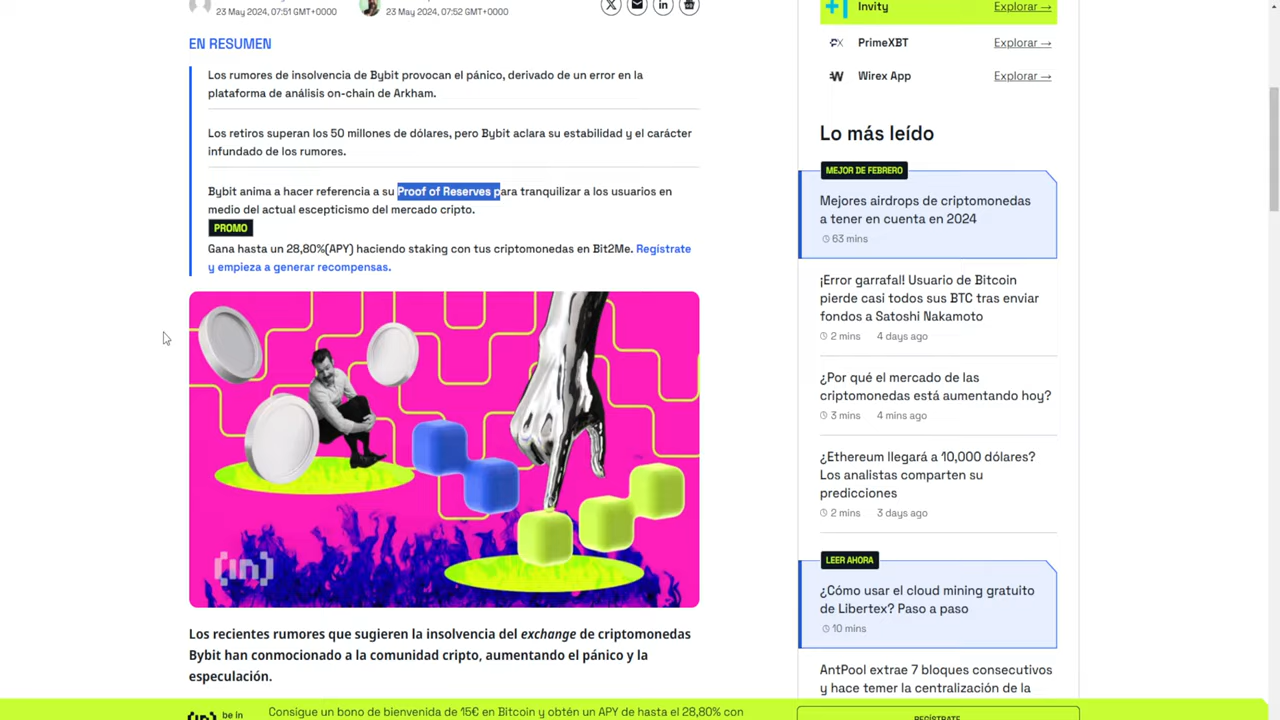 23 May 2024, 07:51 GMT+0000
23 May 2024, 07:52 GMT+0000
EN RESUMEN
Los rumores de insolvencia de Bybit provocan el pánico, derivado de un error en la
plataforma de análisis on-chain de Arkham.
Los retiros superan los 50 millones de dólares, pero Bybit aclara su estabilidad y el carácter
infundado de los rumores.
Bybit anima a hacer referencia a su Proof of Reserves para tranquilizar a los usuarios en
medio del actual escepticismo del mercado cripto.
PROMO
Gana hasta un 28,80%(APY) haciendo staking con tus criptomonedas en Bit2Me. Regístrate
y empieza a generar recompensas.
Los recientes rumores que sugieren la insolvencia del exchange de criptomonedas
Bybit han conmocionado a la comunidad cripto, aumentando el pánico y la
especulación.
Invity
Explorar →
PrimeXBT
Explorar →
Wirex App
Explorar →
Lo más leído
MEJOR DE FEBRERO
Mejores airdrops de criptomonedas
a tener en cuenta en 2024
63 mins
¡Error garrafal! Usuario de Bitcoin
pierde casi todos sus BTC tras enviar
fondos a Satoshi Nakamoto
2 mins 4 days ago
¿Por qué el mercado de las
criptomonedas está aumentando hoy?
3 mins 4 mins ago
¿Ethereum llegará a 10,000 dólares?
Los analistas comparten su
predicciones
2 mins 3 days ago
LEER AHORA
¿Cómo usar el cloud mining gratuito
de Libertex? Paso a paso
10 mins
AntPool extrae 7 bloques consecutivos
y hace temer la centralización de la
be in
Consigue un bono de bienvenida de 15€ en Bitcoin y obtén un APY de hasta el 28,80% con
REGÍSTRATE